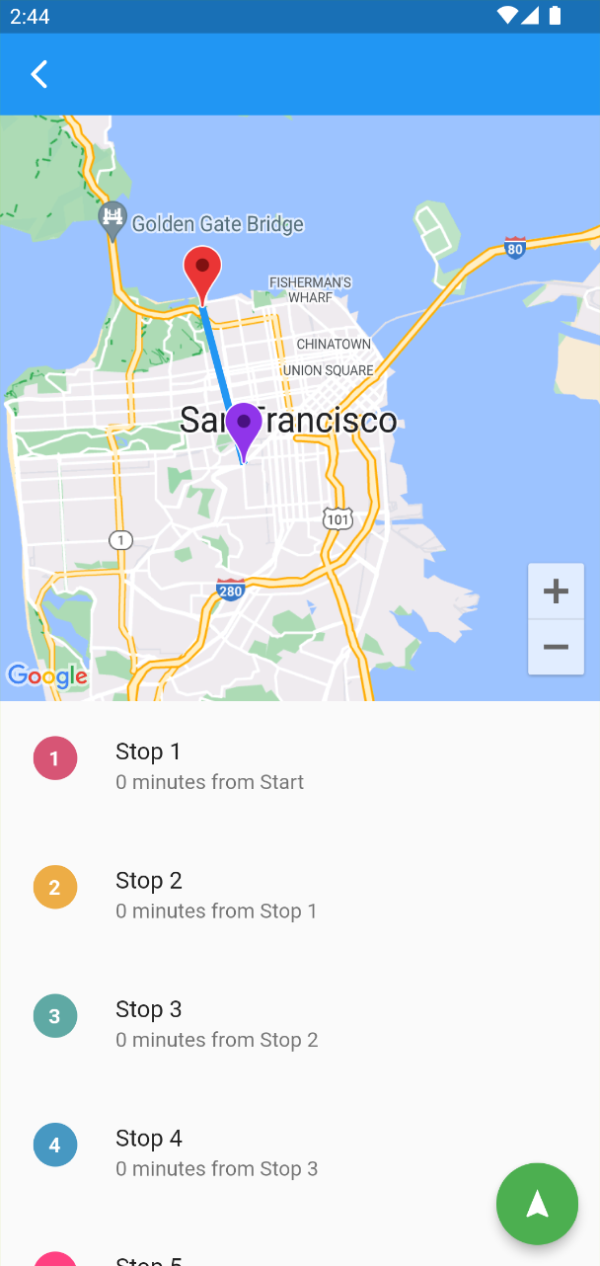 2:44
Golden Gate Bridge
FISHERMAN'S
WHARF
80
CHINATOWN
UNION SQUARE
San Francisco
101
1
280
+
−
Google
1
Stop 1
0 minutes from Start
2
Stop 2
0 minutes from Stop 1
3
Stop 3
0 minutes from Stop 2
4
Stop 4
0 minutes from Stop 3
Stop 5